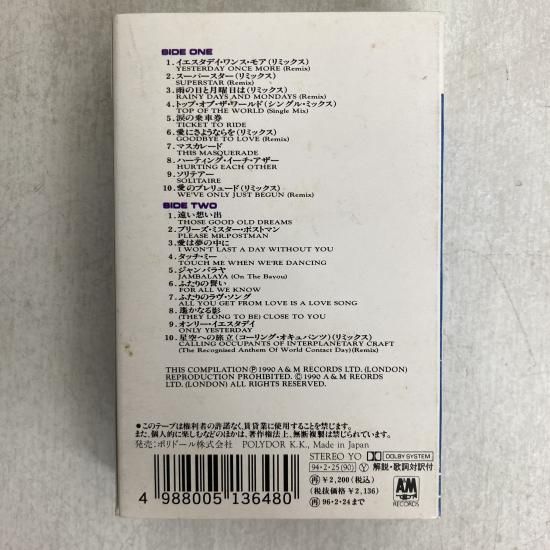 SIDE ONE
1. イエスタデイ・ワンス・モア(リミックス)
YESTERDAY ONCE MORE (Remix)
2. スーパースター(リミックス)
SUPERSTAR (Remix)
3. 雨の日と月曜日は(リミックス)
RAINY DAYS AND MONDAYS (Remix)
4. トップ・オブ・ザ・ワールド(シングル・ミックス)
TOP OF THE WORLD (Single Mix)
5. 涙の乗車券
TICKET TO RIDE
6. 愛にさようならを(リミックス)
GOODBYE TO LOVE (Remix)
7. マスカレード
THIS MASQUERADE
8. ハーティング・イーチ・アザー
HURTING EACH OTHER
9. ソリテアー
SOLITAIRE
10. 愛のプレリュード(リミックス)
WE'VE ONLY JUST BEGUN (Remix)
SIDE TWO
1. 遠い想い出
THOSE GOOD OLD DREAMS
2. プリーズ・ミスター・ポストマン
PLEASE MR.POSTMAN
3. 愛は夢の中に
I WON'T LAST A DAY WITHOUT YOU
4. タッチ・ミー
TOUCH ME WHEN WE'RE DANCING
5. ジャンバラヤ
JAMBALAYA (On The Bayou)
6. ふたりの誓い
FOR ALL WE KNOW
7. ふたりのラヴ・ソング
ALL YOU GET FROM LOVE IS A LOVE SONG
8. 遙かなる影
(THEY LONG TO BE) CLOSE TO YOU
9. オンリー・イエスタデイ
ONLY YESTERDAY
10. 星空への旅立(コーリング・オキュパンツ)(リミックス)
CALLING OCCUPANTS OF INTERPLANETARY CRAFT
(The Recognised Anthem Of World Contact Day)(Remix)
THIS COMPILATION Ⓟ 1990 A & M RECORDS LTD. (LONDON)
REPRODUCTION PROHIBITED. © 1990 A & M REORDS
LTD. (LONDON) ALL RIGHTS RESERVED.
●このテープは権利者の許諾なく、賃貸業に使用することを禁じます。
また、個人的に楽しむなどのほかは、著作権法上、無断複製は禁じられています。
発売:ポリドール株式会社 POLYDOR K.K., Made in Japan
STEREO YO DOLBY SYSTEM
94・2・25(90) Ⓨ 解説・歌詞対訳付
再 ¥2,200(税込)
(税抜価格 ¥2,136)
再 96・2・24まで
A&M
RECORDS
4 988005 136480